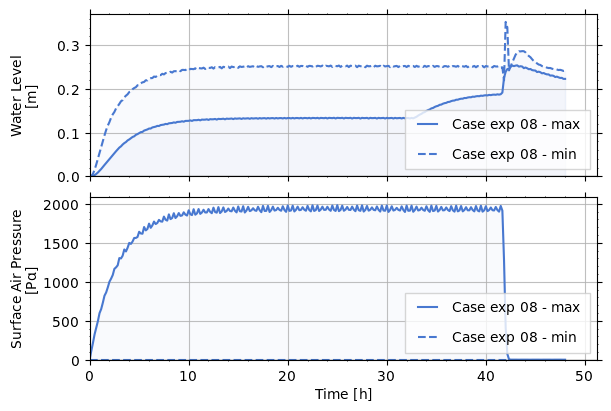 Water Level
[m]
0.3
0.2
0.1
0.0
Case exp 08 - max
Case exp 08 - min
Surface Air Pressure
[Pα]
2000
1500
1000
500
0
Case exp 08 - max
Case exp 08 - min
0 10 20 30 40 50
Time [h]